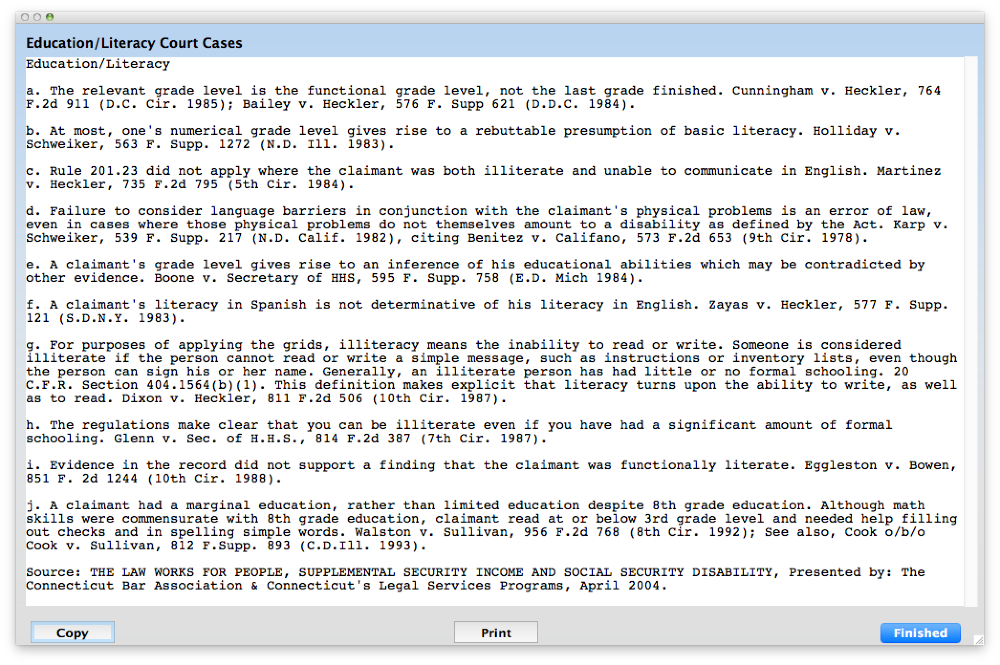 Education/Literacy Court Cases
Education/Literacy
a. The relevant grade level is the functional grade level, not the last grade finished. Cunningham v. Heckler, 764
F.2d 911 (D.C. Cir. 1985); Bailey v. Heckler, 576 F. Supp 621 (D.D.C. 1984).
b. At most, one's numerical grade level gives rise to a rebuttable presumption of basic literacy. Holliday v.
Schweiker, 563 F. Supp. 1272 (N.D. Ill. 1983).
c. Rule 201.23 did not apply where the claimant was both illiterate and unable to communicate in English. Martinez
v. Heckler, 735 F.2d 795 (5th Cir. 1984).
d. Failure to consider language barriers in conjunction with the claimant's physical problems is an error of law,
even in cases where those physical problems do not themselves amount to a disability as defined by the Act. Karp v.
Schweiker, 539 F. Supp. 217 (N.D. Calif. 1982), citing Benitez v. Califano, 573 F.2d 653 (9th Cir. 1978).
e. A claimant's grade level gives rise to an inference of his educational abilities which may be contradicted by
other evidence. Boone v. Secretary of HHS, 595 F. Supp. 758 (E.D. Mich 1984).
f. A claimant's literacy in Spanish is not determinative of his literacy in English. Zayas v. Heckler, 577 F. Supp.
121 (S.D.N.Y. 1983).
g. For purposes of applying the grids, illiteracy means the inability to read or write. Someone is considered
illiterate if the person cannot read or write a simple message, such as instructions or inventory lists, even though
the person can sign his or her name. Generally, an illiterate person has had little or no formal schooling. 20
C.F.R. Section 404.1564(b)(1). This definition makes explicit that literacy turns upon the ability to write, as well
as to read. Dixon v. Heckler, 811 F.2d 506 (10th Cir. 1987).
h. The regulations make clear that you can be illiterate even if you have had a significant amount of formal
schooling. Glenn v. Sec. of H.H.S., 814 F.2d 387 (7th Cir. 1987).
i. Evidence in the record did not support a finding that the claimant was functionally literate. Eggleston v. Bowen,
851 F. 2d 1244 (10th Cir. 1988).
j. A claimant had a marginal education, rather than limited education despite 8th grade education. Although math
skills were commensurate with 8th grade education, claimant read at or below 3rd grade level and needed help filling
out checks and in spelling simple words. Walston v. Sullivan, 956 F.2d 768 (8th Cir. 1992); See also, Cook o/b/o
Cook v. Sullivan, 812 F.Supp. 893 (C.D.Ill. 1993).
Source: THE LAW WORKS FOR PEOPLE, SUPPLEMENTAL SECURITY INCOME AND SOCIAL SECURITY DISABILITY, Presented by: The
Connecticut Bar Association & Connecticut's Legal Services Programs, April 2004.
Copy
Print
Finished